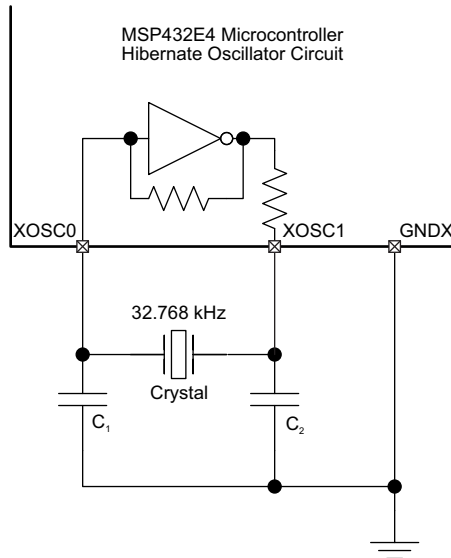 MSP432E4 Microcontroller
Hibernate Oscillator Circuit
XOSC0
XOSC1
GNDX
32.768 kHz
Crystal
C1
C2